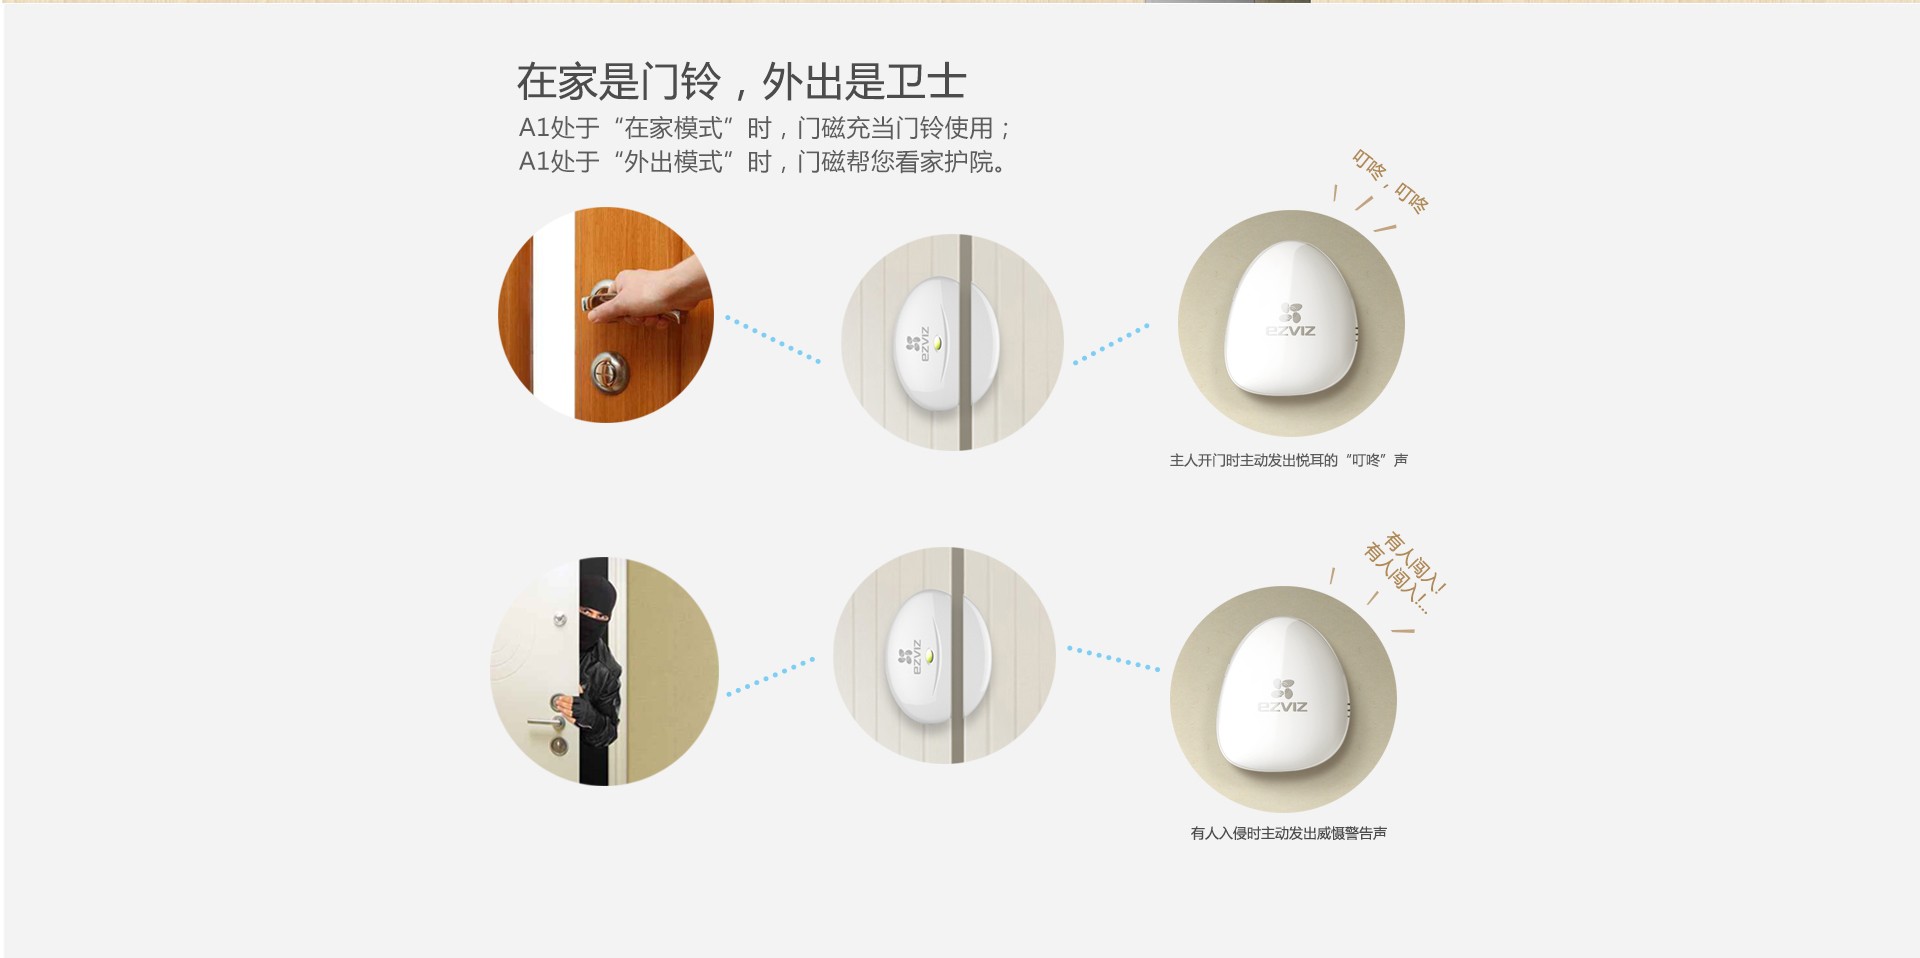 在家是门铃，外出是卫士
A1处于“在家模式”时，门磁充当门铃使用；
A1处于“外出模式”时，门磁帮您看家护院。
叮咚，叮咚
ezviz
ezviz
主人开门时主动发出悦耳的“叮咚”声
有人闯入!
有人闯入!...
ezviz
ezviz
有人入侵时主动发出威慑警告声